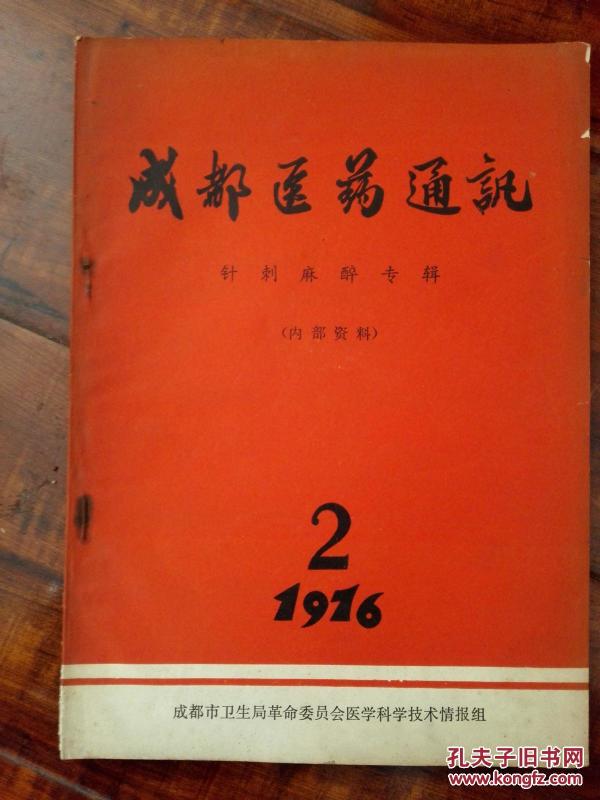 成都医药通訊
针刺麻醉专辑
（内部资料）
2
1976
成都市卫生局革命委员会医学科学技术情报组
孔夫子旧书网
www.kongfz.com